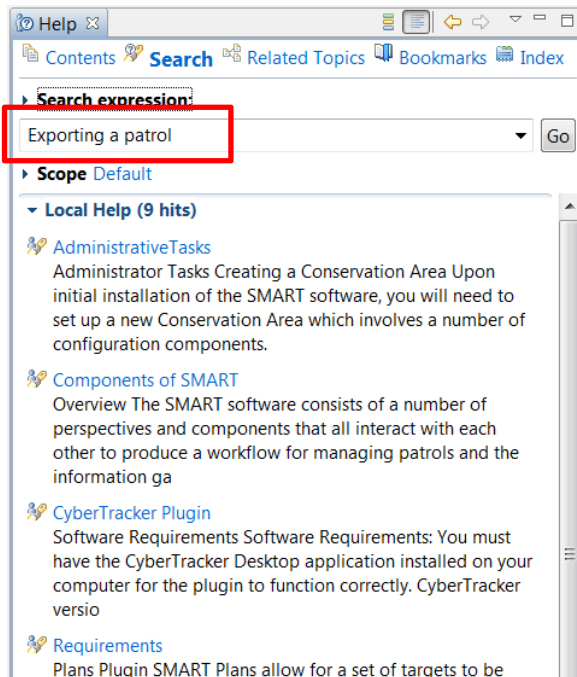 Help
Contents Search Related Topics Bookmarks Index
Search expression:
Exporting a patrol
Go
Scope Default
Local Help (9 hits)
AdministrativeTasks
Administrator Tasks Creating a Conservation Area Upon
initial installation of the SMART software, you will need to
set up a new Conservation Area which involves a number of
configuration components.
Components of SMART
Overview The SMART software consists of a number of
perspectives and components that all interact with each
other to produce a workflow for managing patrols and the
information ga
CyberTracker Plugin
Software Requirements Software Requirements: You must
have the CyberTracker Desktop application installed on your
computer for the plugin to function correctly. CyberTracker
versio
Requirements
Plans Plugin SMART Plans allow for a set of targets to be